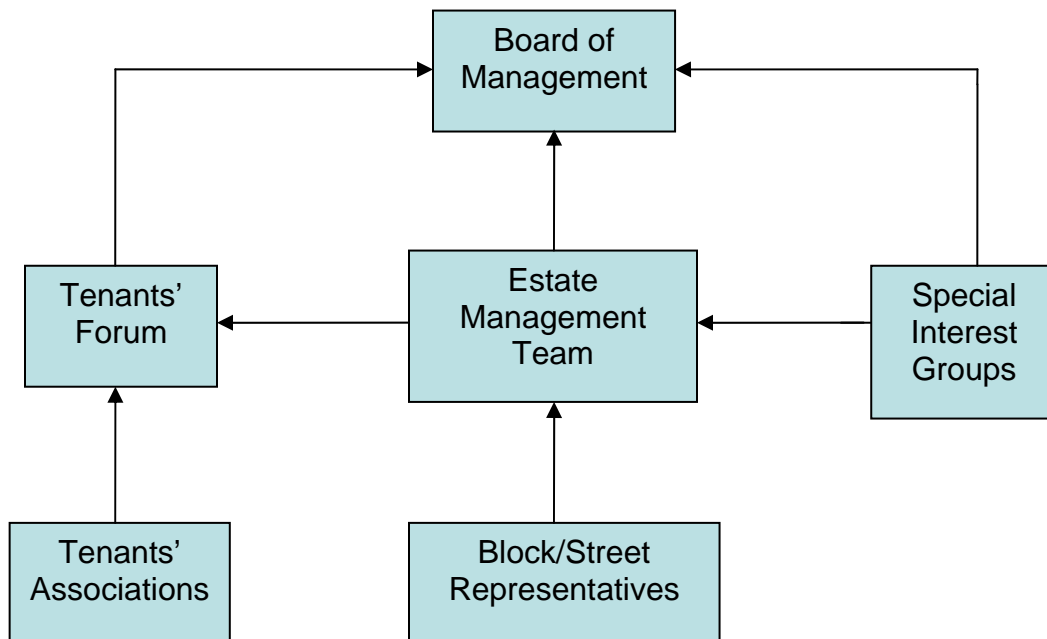 Board of
Management
Tenants’
Forum
Estate
Management
Team
Special
Interest
Groups
Tenants’
Associations
Block/Street
Representatives